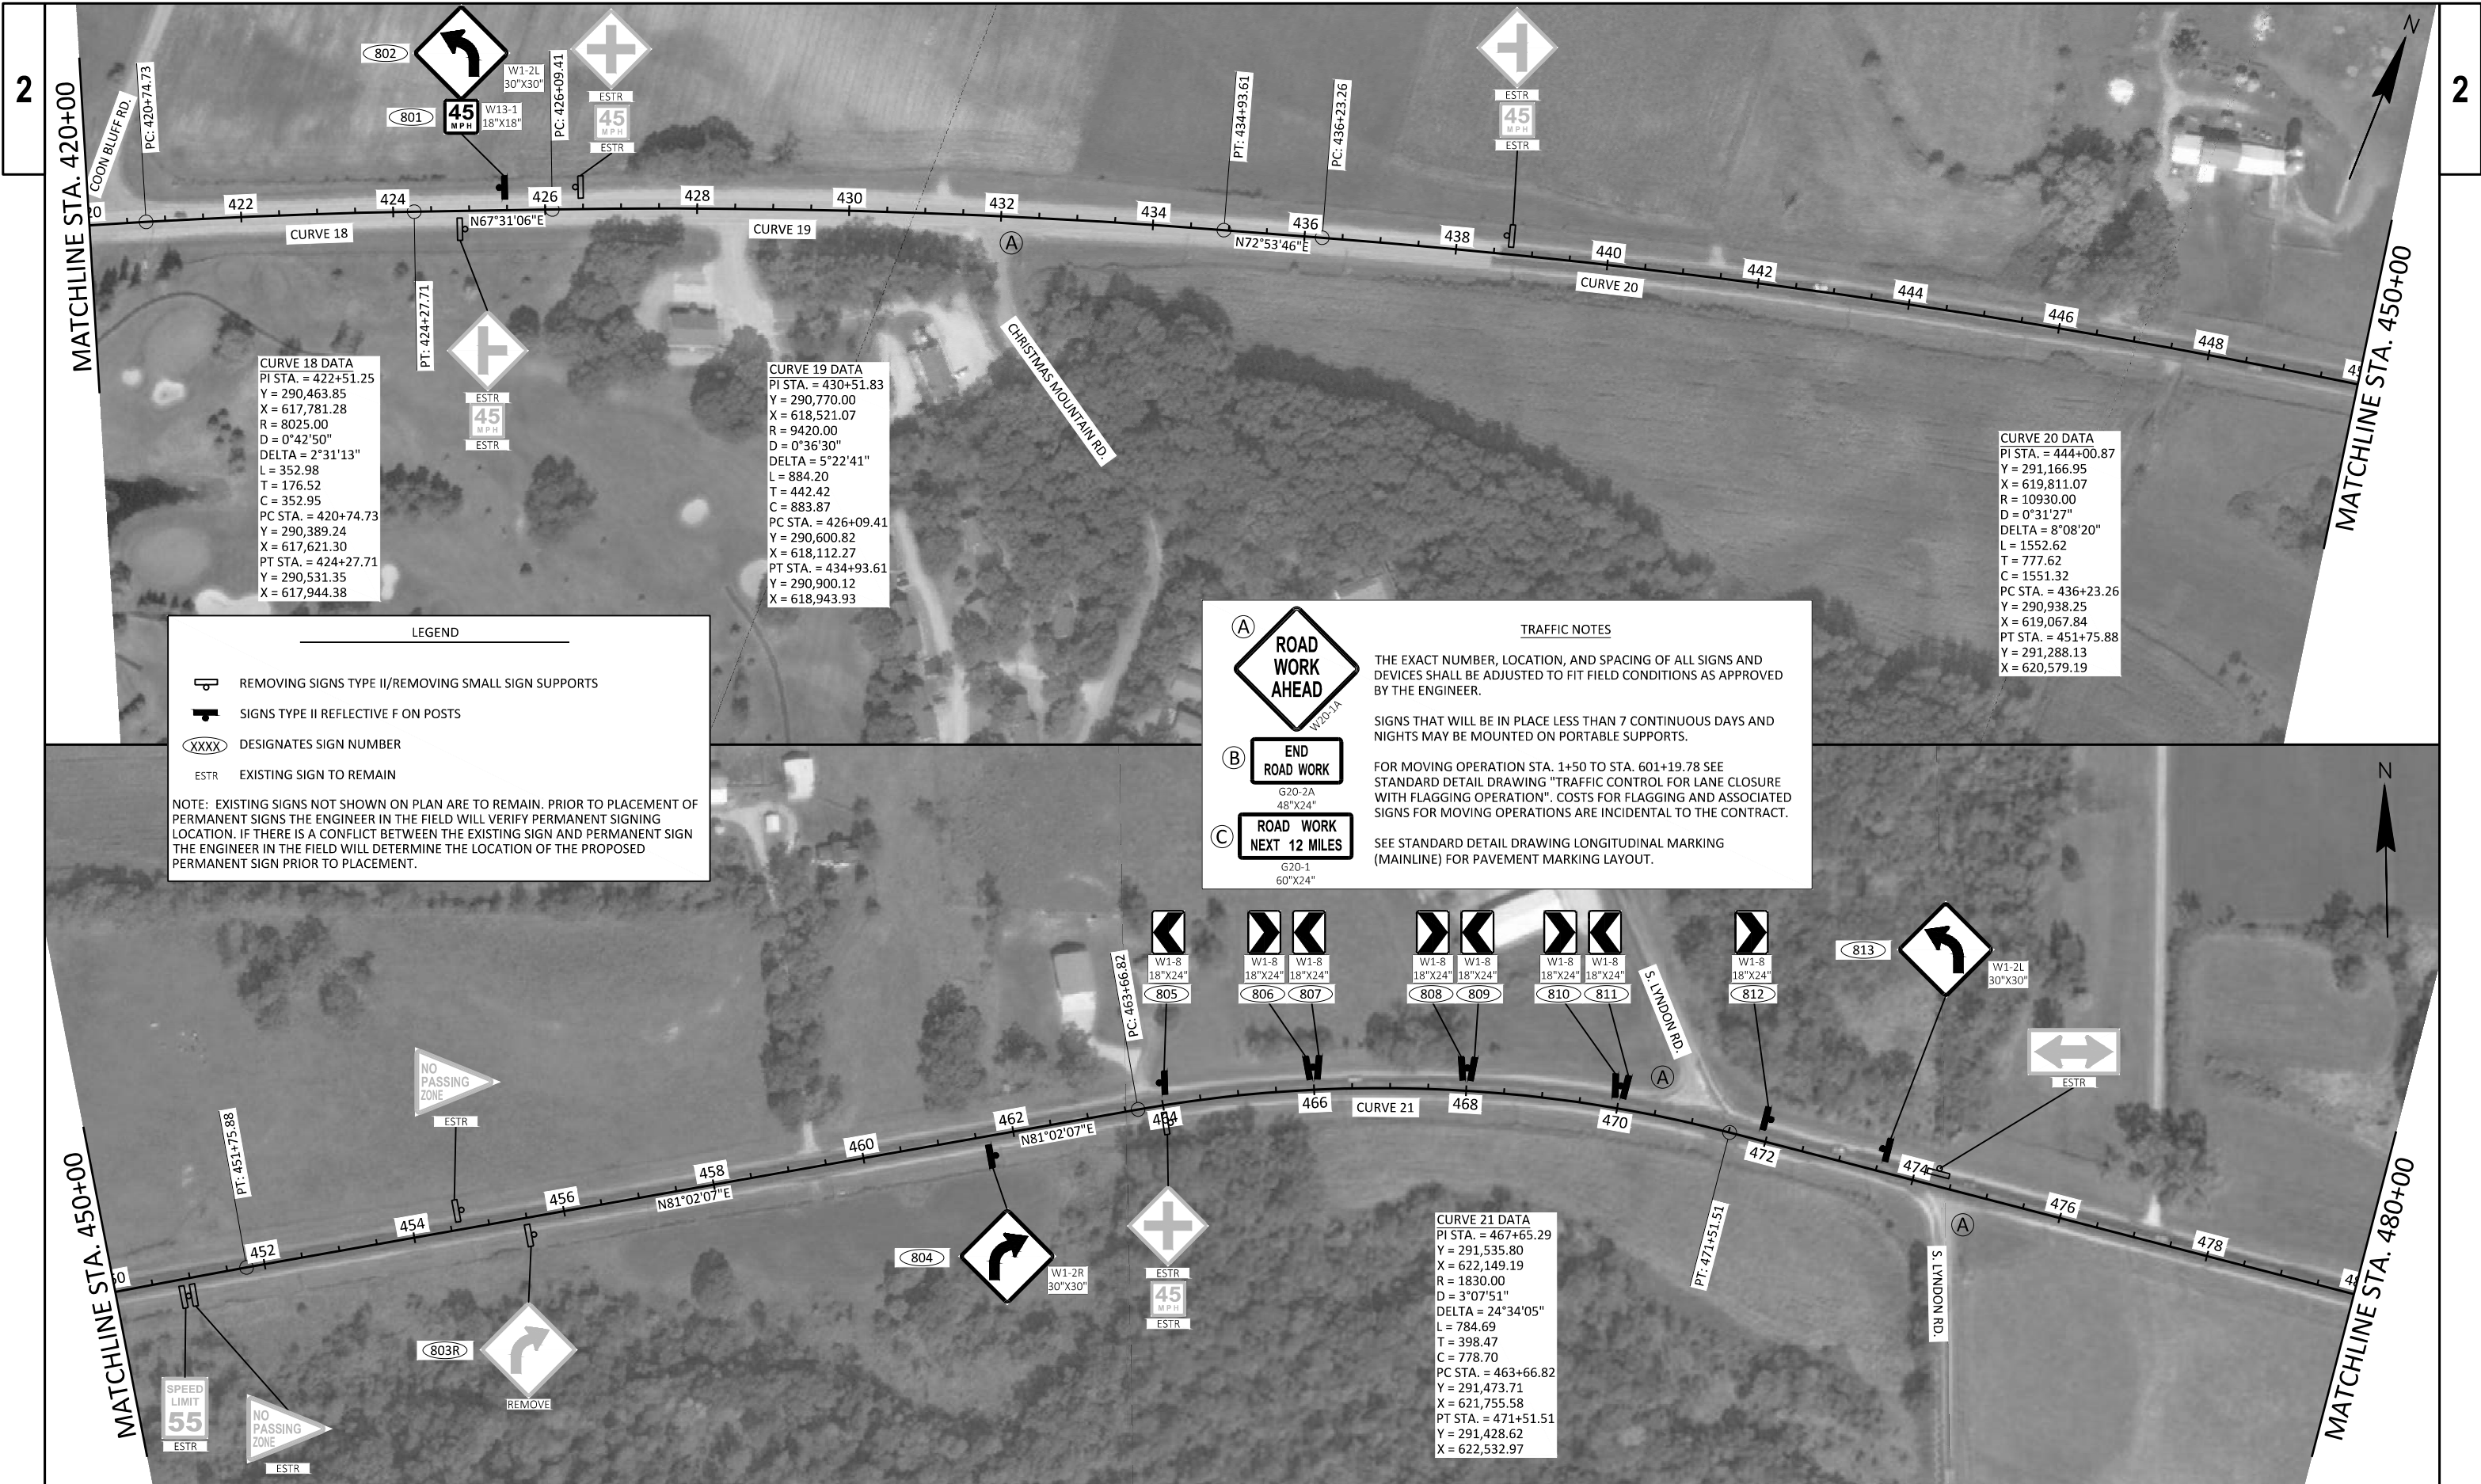 2
2
MATCHLINE STA. 420+00
COON BLUFF RD.
PC: 420+74.73
802
W1-2L
30"X30"
801
45
MPH
W13-1
18"X18"
PC: 426+09.41
ESTR
45
MPH
ESTR
PT: 434+93.61
PC: 436+23.26
ESTR
45
MPH
ESTR
N
MATCHLINE STA. 450+00
20
422
424
426
428
430
432
434
436
438
440
442
444
446
448
45
CURVE 18
N67°31'06"E
CURVE 19
A
N72°53'46"E
CURVE 20
PT: 424+27.71
ESTR
45
MPH
ESTR
CHRISTMAS MOUNTAIN RD.
CURVE 18 DATA
PI STA. = 422+51.25
Y = 290,463.85
X = 617,781.28
R = 8025.00
D = 0°42'50"
DELTA = 2°31'13"
L = 352.98
T = 176.52
C = 352.95
PC STA. = 420+74.73
Y = 290,389.24
X = 617,621.30
PT STA. = 424+27.71
Y = 290,531.35
X = 617,944.38
CURVE 19 DATA
PI STA. = 430+51.83
Y = 290,770.00
X = 618,521.07
R = 9420.00
D = 0°36'30"
DELTA = 5°22'41"
L = 884.20
T = 442.42
C = 883.87
PC STA. = 426+09.41
Y = 290,600.82
X = 618,112.27
PT STA. = 434+93.61
Y = 290,900.12
X = 618,943.93
CURVE 20 DATA
PI STA. = 444+00.87
Y = 291,166.95
X = 619,811.07
R = 10930.00
D = 0°31'27"
DELTA = 8°08'20"
L = 1552.62
T = 777.62
C = 1551.32
PC STA. = 436+23.26
Y = 290,938.25
X = 619,067.84
PT STA. = 451+75.88
Y = 291,288.13
X = 620,579.19
LEGEND
REMOVING SIGNS TYPE II/REMOVING SMALL SIGN SUPPORTS
SIGNS TYPE II REFLECTIVE F ON POSTS
XXXX DESIGNATES SIGN NUMBER
ESTR EXISTING SIGN TO REMAIN
NOTE: EXISTING SIGNS NOT SHOWN ON PLAN ARE TO REMAIN. PRIOR TO PLACEMENT OF
PERMANENT SIGNS THE ENGINEER IN THE FIELD WILL VERIFY PERMANENT SIGNING
LOCATION. IF THERE IS A CONFLICT BETWEEN THE EXISTING SIGN AND PERMANENT SIGN
THE ENGINEER IN THE FIELD WILL DETERMINE THE LOCATION OF THE PROPOSED
PERMANENT SIGN PRIOR TO PLACEMENT.
A
ROAD
WORK
AHEAD
W20-1A
B
END
ROAD WORK
G20-2A
48"X24"
C
ROAD WORK
NEXT 12 MILES
G20-1
60"X24"
TRAFFIC NOTES
THE EXACT NUMBER, LOCATION, AND SPACING OF ALL SIGNS AND
DEVICES SHALL BE ADJUSTED TO FIT FIELD CONDITIONS AS APPROVED
BY THE ENGINEER.
SIGNS THAT WILL BE IN PLACE LESS THAN 7 CONTINUOUS DAYS AND
NIGHTS MAY BE MOUNTED ON PORTABLE SUPPORTS.
FOR MOVING OPERATION STA. 1+50 TO STA. 601+19.78 SEE
STANDARD DETAIL DRAWING "TRAFFIC CONTROL FOR LANE CLOSURE
WITH FLAGGING OPERATION". COSTS FOR FLAGGING AND ASSOCIATED
SIGNS FOR MOVING OPERATIONS ARE INCIDENTAL TO THE CONTRACT.
SEE STANDARD DETAIL DRAWING LONGITUDINAL MARKING
(MAINLINE) FOR PAVEMENT MARKING LAYOUT.
N
MATCHLINE STA. 450+00
PT: 451+75.88
NO
PASSING
ZONE
ESTR
PC: 463+66.82
W1-8
18"X24"
805
W1-8
18"X24"
806
W1-8
18"X24"
807
W1-8
18"X24"
808
W1-8
18"X24"
809
W1-8
18"X24"
810
W1-8
18"X24"
811
W1-8
18"X24"
812
S. LYNDON RD.
A
813
W1-2L
30"X30"
ESTR
50
452
454
456
458
460
462
464
466
468
470
472
474
476
478
48
N81°02'07"E
N81°02'07"E
CURVE 21
SPEED
LIMIT
55
ESTR
NO
PASSING
ZONE
ESTR
803R
REMOVE
804
W1-2R
30"X30"
ESTR
45
MPH
ESTR
CURVE 21 DATA
PI STA. = 467+65.29
Y = 291,535.80
X = 622,149.19
R = 1830.00
D = 3°07'51"
DELTA = 24°34'05"
L = 784.69
T = 398.47
C = 778.70
PC STA. = 463+66.82
Y = 291,473.71
X = 621,755.58
PT STA. = 471+51.51
Y = 291,428.62
X = 622,532.97
PT: 471+51.51
A
S. LYNDON RD.
MATCHLINE STA. 480+00